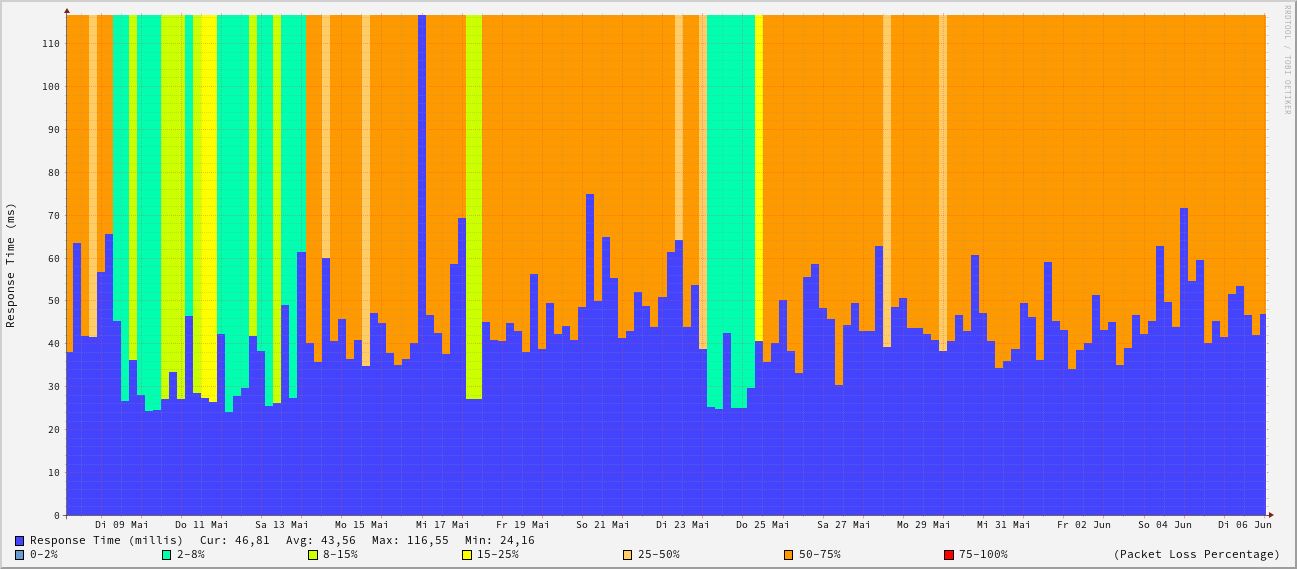 RRDTOOL / TOBI OETIKER
Response Time (ms)
110
100
90
80
70
60
50
40
30
20
10
0
Di 09 Mai Do 11 Mai Sa 13 Mai Mo 15 Mai Mi 17 Mai Fr 19 Mai So 21 Mai Di 23 Mai Do 25 Mai Sa 27 Mai Mo 29 Mai Mi 31 Mai Fr 02 Jun So 04 Jun Di 06 Jun
Response Time (millis) Cur: 46,81 Avg: 43,56 Max: 116,55 Min: 24,16
0-2% 2-8% 8-15% 15-25% 25-50% 50-75% 75-100% (Packet Loss Percentage)